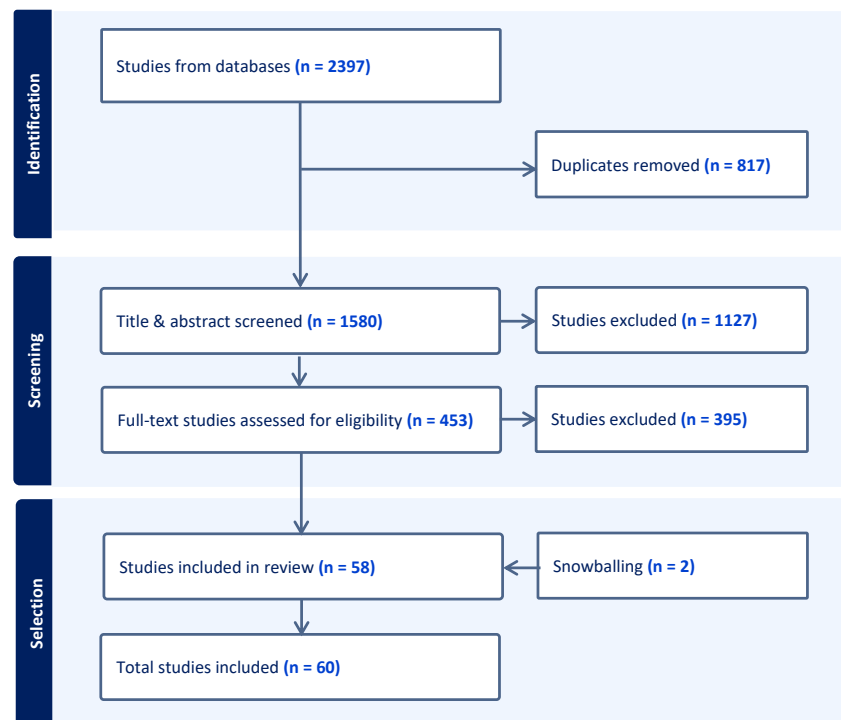 Identification
Studies from databases (n = 2397)
Duplicates removed (n = 817)
Screening
Title & abstract screened (n = 1580)
Studies excluded (n = 1127)
Full-text studies assessed for eligibility (n = 453)
Studies excluded (n = 395)
Selection
Studies included in review (n = 58)
Snowballing (n = 2)
Total studies included (n = 60)